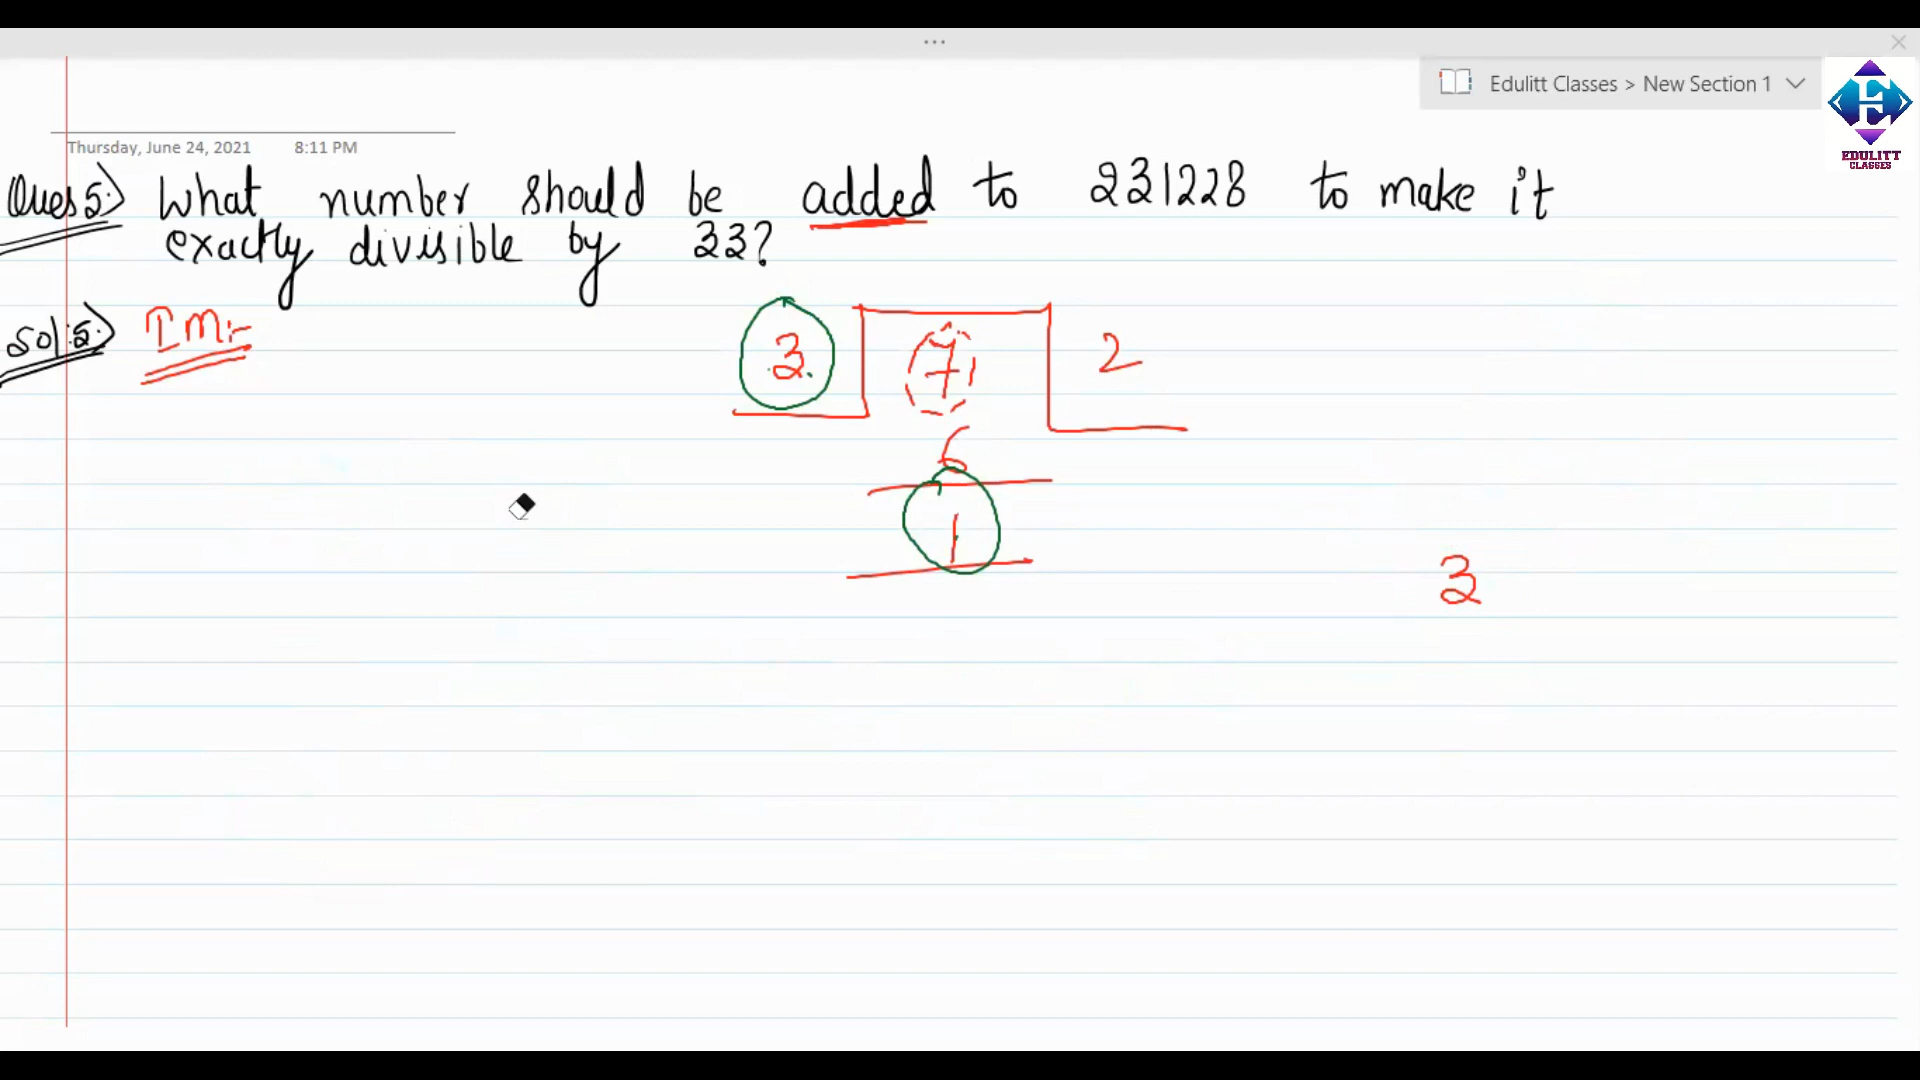 ...
Edulitt Classes > New Section 1
EDULITT
CLASSES
Thursday, June 24, 2021 8:11 PM
Ques 5:) What number should be added to 231228 to make it
exactly divisible by 33?
Sol:5:) TM:-
3 7 2
6
1
3